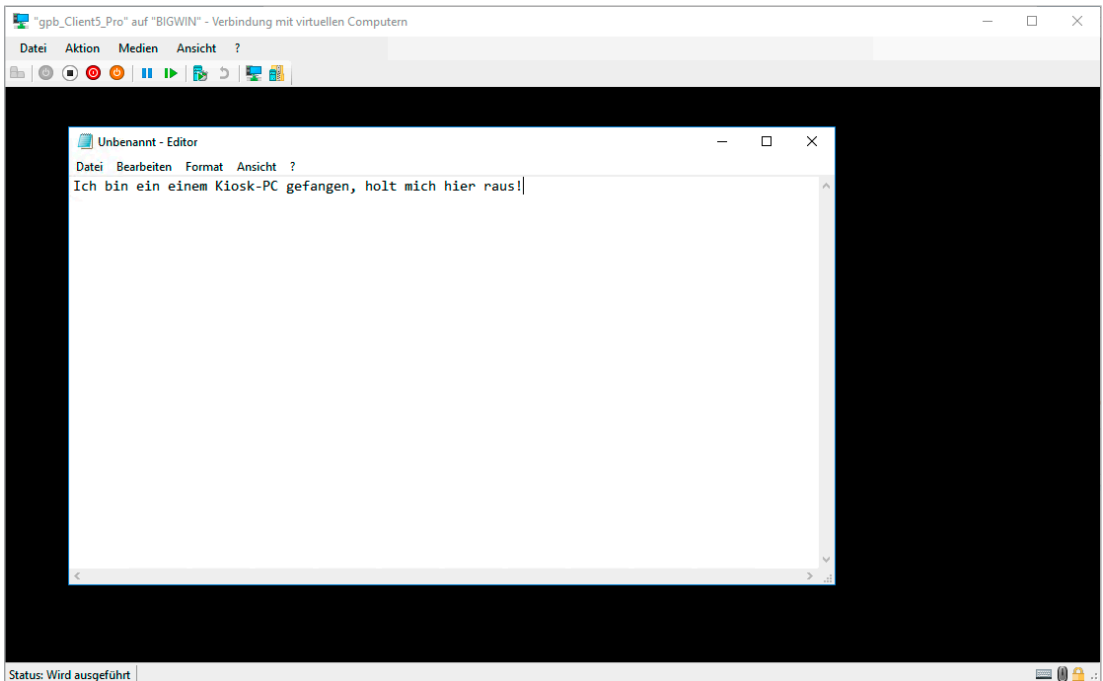 "gpb_Client5_Pro" auf "BIGWIN" - Verbindung mit virtuellen Computern
Datei Aktion Medien Ansicht ?
Unbenannt - Editor
Datei Bearbeiten Format Ansicht ?
Ich bin ein einem Kiosk-PC gefangen, holt mich hier raus!
Status: Wird ausgeführt